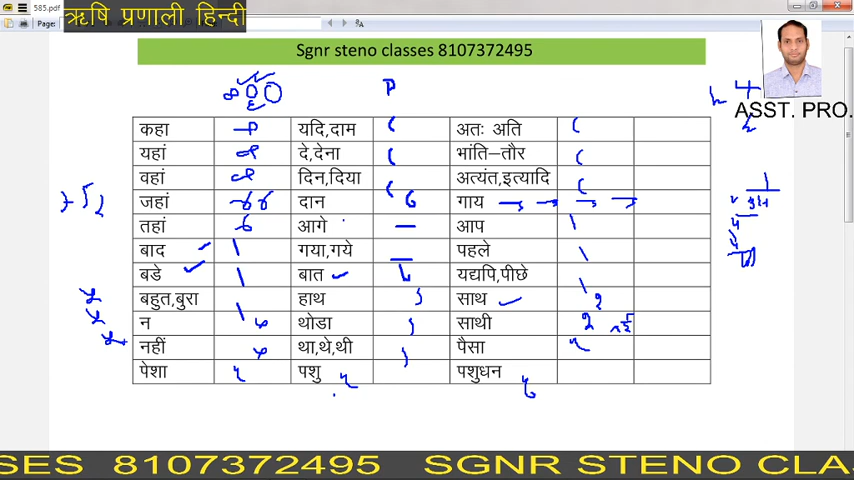 585.pdf
ऋषि प्रणाली हिन्दी
Page:
Sgnr steno classes 8107372495
ASST. PRO.
कहा यदि,दाम अतः अति
यहां दे,देना भांति–तौर
वहां दिन,दिया अत्यंत,इत्यादि
जहां दान गाय
तहां आगे आप
बाद गया,गये पहले
बडे बात यद्यपि,पीछे
बहुत,बुरा हाथ साथ
न थोडा साथी
नहीं था,थे,थी पैसा
पेशा पशु पशुधन
SSES 8107372495 SGNR STENO CLA